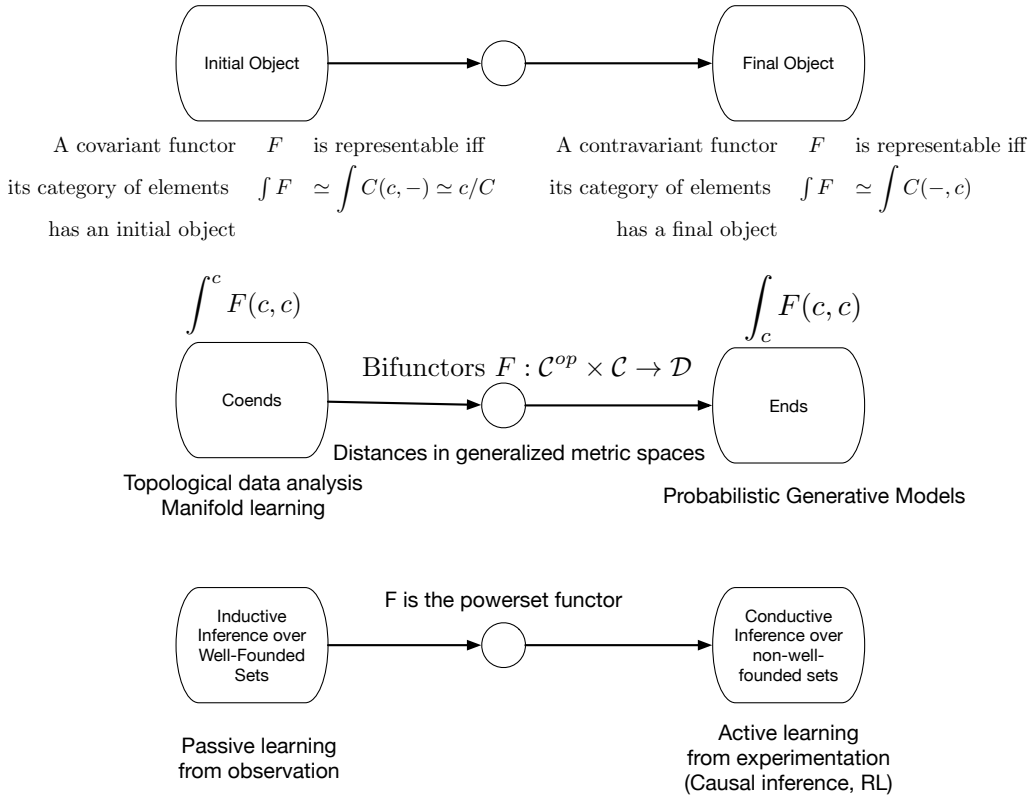 Initial Object
Final Object
A covariant functor F is representable iff
its category of elements ∫ F ≃ ∫ C(c, −) ≃ c/C
has an initial object
A contravariant functor F is representable iff
its category of elements ∫ F ≃ ∫ C(−, c)
has a final object
∫^c F(c, c)
∫_c F(c, c)
Bifunctors F : 𝒞^{op} × 𝒞 → 𝒟
Coends
Ends
Distances in generalized metric spaces
Topological data analysis
Manifold learning
Probabilistic Generative Models
F is the powerset functor
Inductive
Inference over
Well-Founded
Sets
Conductive
Inference over
non-well-
founded sets
Passive learning
from observation
Active learning
from experimentation
(Causal inference, RL)